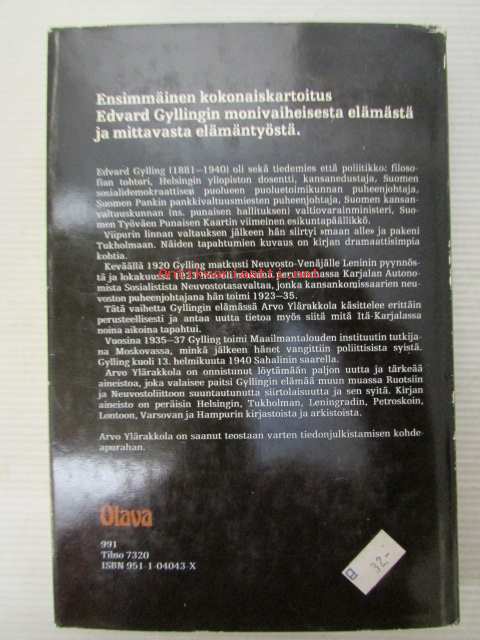 Ensimmäinen kokonaiskartoitus
Edvard Gyllingin monivaiheisesta elämästä
ja mittavasta elämäntyöstä.
Edvard Gylling (1881–1940) oli sekä tiedemies että poliitikko: filoso-
fian tohtori, Helsingin yliopiston dosentti, kansanedustaja, Suomen
sosialidemokraattisen puolueen puoluetoimikunnan puheenjohtaja,
Suomen Pankin pankkivaltuusmiesten puheenjohtaja, Suomen kansan-
valtuuskunnan (ns. punaisen hallituksen) valtiovarainministeri, Suo-
men Työväen Punaisen Kaartin viimeinen esikuntapäällikkö.
Viipurin linnan valtauksen jälkeen hän siirtyi »maan alle» ja pakeni
Tukholmaan. Näiden tapahtumien kuvaus on kirjan dramaattisimpia
kohtia.
Keväällä 1920 Gylling matkusti Neuvosto-Venäjälle Leninin pyynnös-
tä ja lokakuussa 1923 hän oli mukana perustamassa Karjalan Autono-
mista Sosialistista Neuvostotasavaltaa, jonka kansankomissaarien neu-
voston puheenjohtajana hän toimi 1923–35.
Tätä vaihetta Gyllingin elämässä Arvo Ylärakkola käsittelee erittäin
perusteellisesti ja antaa uutta tietoa myös siitä mitä Itä-Karjalassa
noina aikoina tapahtui.
Vuosina 1935–37 Gylling toimi Maailmantalouden instituutin tutkija-
na Moskovassa, minkä jälkeen hänet vangittiin poliittisista syistä.
Gylling kuoli 13. helmikuuta 1940 Sahalinin saarella.
Arvo Ylärakkola on onnistunut löytämään paljon uutta ja tärkeää
aineistoa, joka valaisee paitsi Gyllingin elämää muun muassa Ruotsiin
ja Neuvostoliittoon suuntautunutta siirtolaisuutta ja sen syitä. Kirjan
aineisto on peräisin Helsingin, Tukholman, Leningradin, Petroskoin,
Lontoon, Varsovan ja Hampurin kirjastoista ja arkistoista.
Arvo Ylärakkola on saanut teostaan varten tiedonjulkistamisen kohde-
apurahan.
Otava
991
Tilno 7320
ISBN 951-1-04043-X
32,-